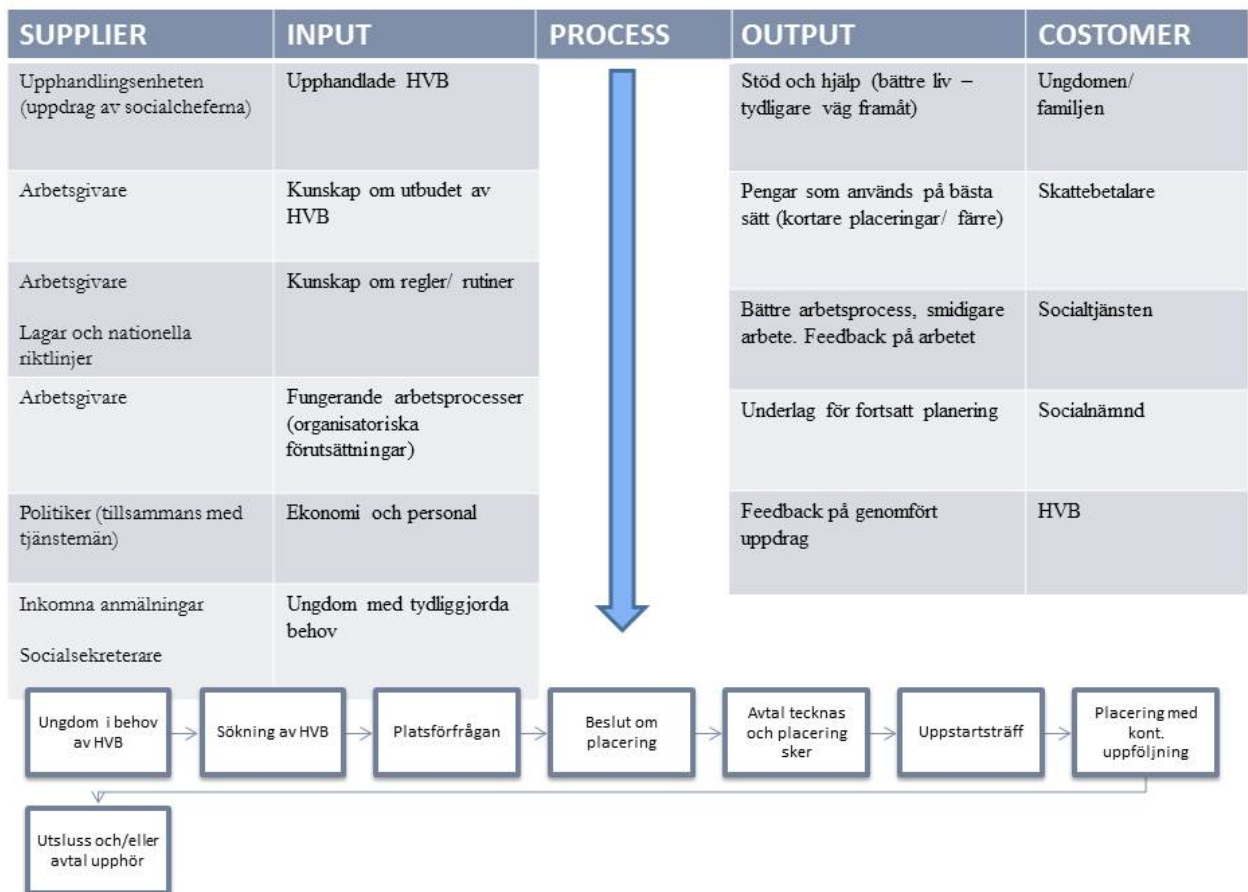 SUPPLIER
INPUT
PROCESS
OUTPUT
COSTOMER
Upphandlingsenheten
(uppdrag av socialcheferna)
Upphandlade HVB
Stöd och hjälp (bättre liv –
tydligare väg framåt)
Ungdomen/
familjen
Arbetsgivare
Kunskap om utbudet av
HVB
Pengar som används på bästa
sätt (kortare placeringar/ färre)
Skattebetalare
Arbetsgivare
Lagar och nationella
riktlinjer
Kunskap om regler/ rutiner
Bättre arbetsprocess, smidigare
arbete. Feedback på arbetet
Socialtjänsten
Arbetsgivare
Fungerande arbetsprocesser
(organisatoriska
förutsättningar)
Underlag för fortsatt planering
Socialnämnd
Politiker (tillsammans med
tjänstemän)
Ekonomi och personal
Feedback på genomfört
uppdrag
HVB
Inkomna anmälningar
Socialsekreterare
Ungdom med tydliggjorda
behov
Ungdom i behov
av HVB
Sökning av HVB
Platsförfrågan
Beslut om
placering
Avtal tecknas
och placering
sker
Uppstartsträff
Placering med
kont.
uppföljning
Utsluss och/eller
avtal upphör